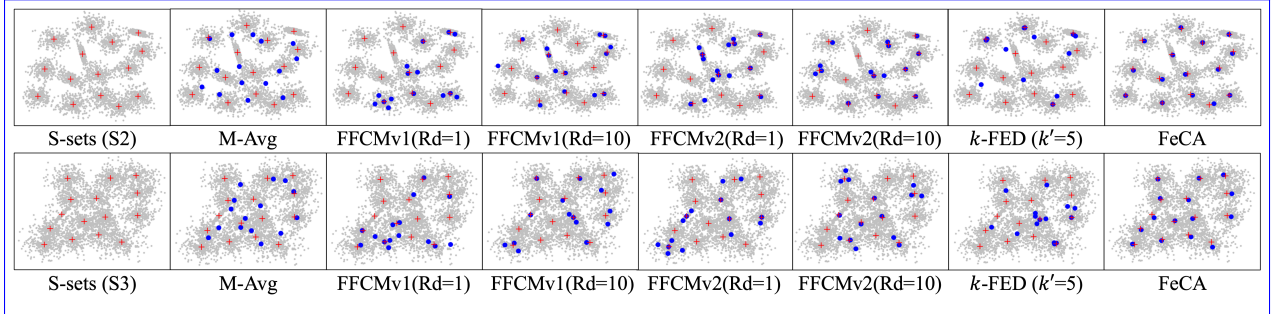 S-sets (S2) M-Avg FFCMv1(Rd=1) FFCMv1(Rd=10) FFCMv2(Rd=1) FFCMv2(Rd=10) k-FED (k′=5) FeCA
S-sets (S3) M-Avg FFCMv1(Rd=1) FFCMv1(Rd=10) FFCMv2(Rd=1) FFCMv2(Rd=10) k-FED (k′=5) FeCA